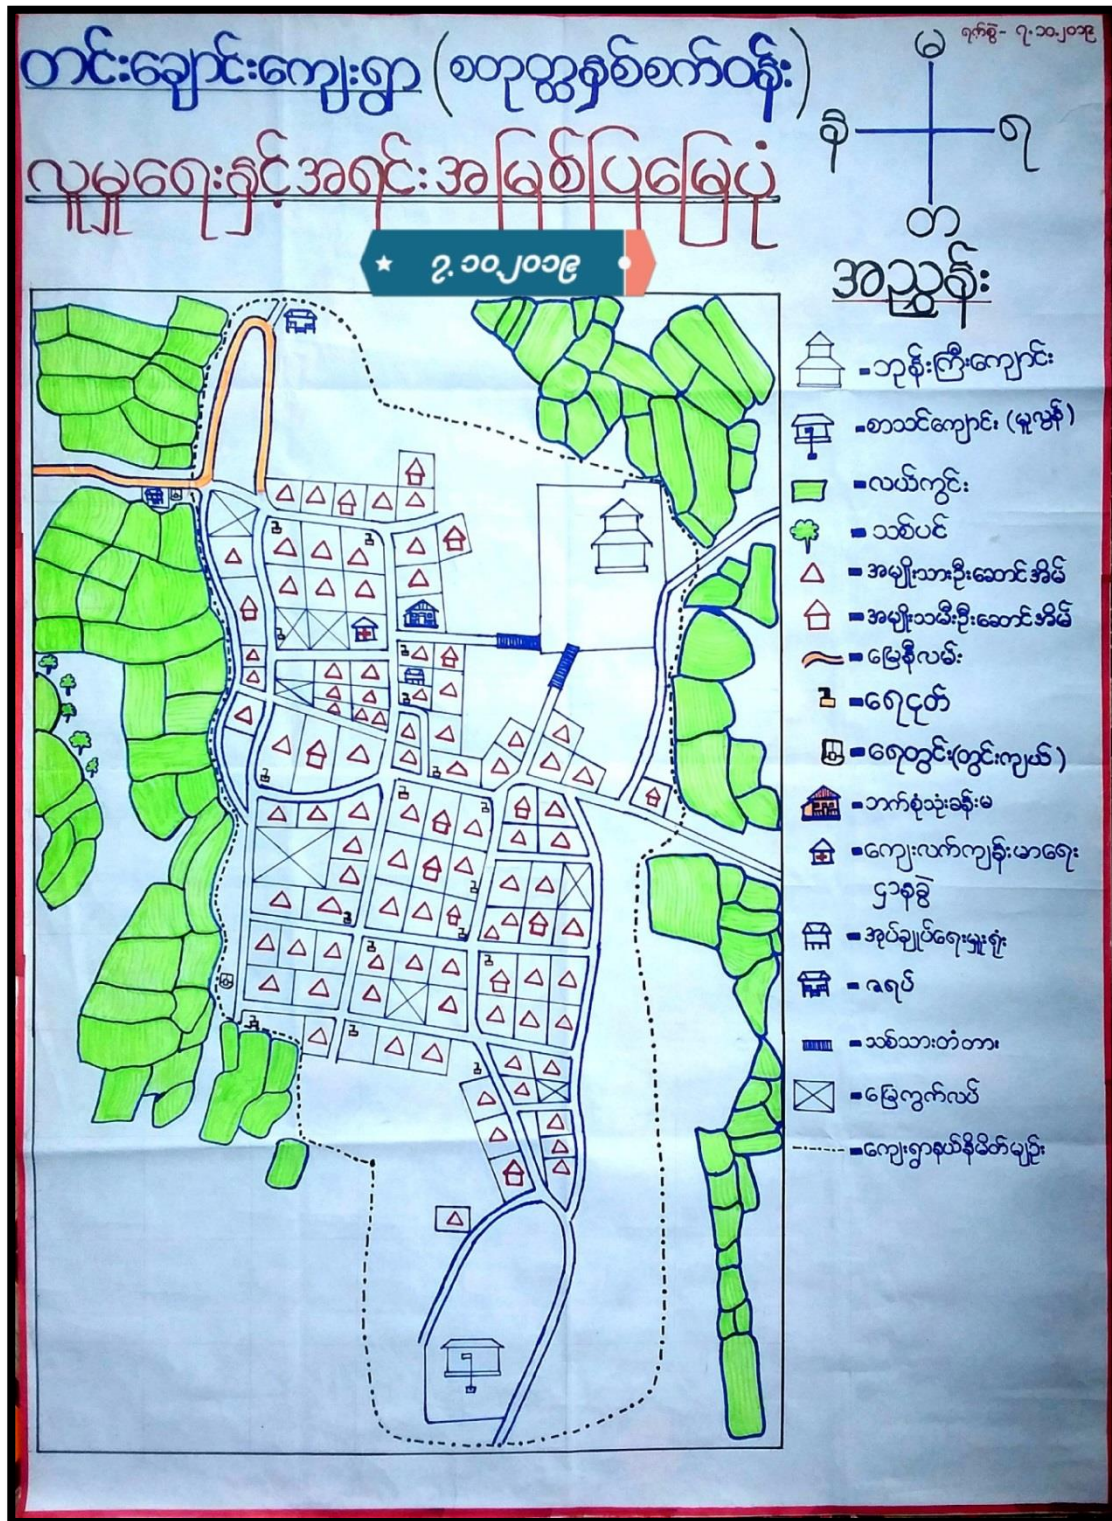 ရက်စွဲ- ၇.၁၀.၂၀၁၉
တင်းချောင်းကျေးရွာ (စတုတ္ထနှစ်စက်ဝန်း)
လူမှုရေးနှင့်အရင်းအမြစ်ပြမြေပုံ
၇.၁၀.၂၀၁၉
မ
န
ရ
တ
အညွှန်း
=ဘုန်းကြီးကျောင်း
=စာသင်ကျောင်း (မူလွန်)
=လယ်ကွင်း
=သစ်ပင်
=အမျိုးသားဦးဆောင်အိမ်
=အမျိုးသမီးဦးဆောင်အိမ်
=မြေနီလမ်း
=ရေငုတ်
=ရေတွင်း(တွင်းကျယ်)
=ဘက်စုံသုံးခန်းမ
=ကျေးလက်ကျန်းမာရေး
ဌာနခွဲ
=အုပ်ချုပ်ရေးမှူးရုံး
=ဇရပ်
=သစ်သားတံတား
=မြေကွက်လပ်
=ကျေးရွာနယ်နိမိတ်မျဉ်း